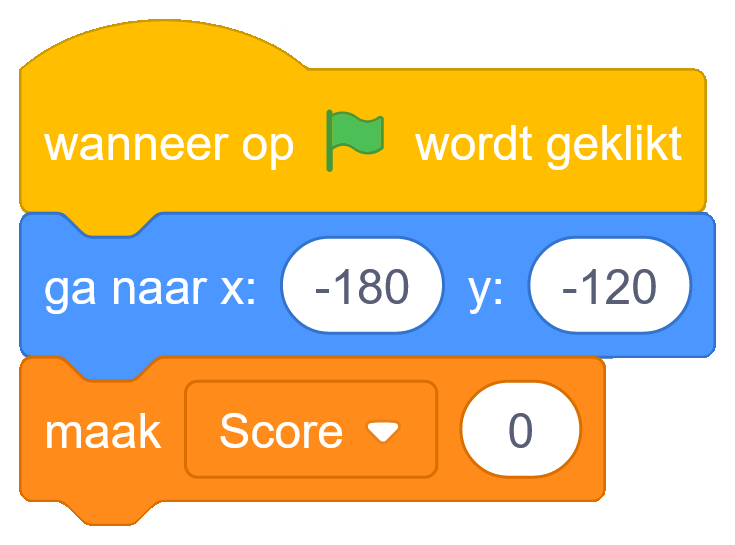 wanneer op wordt geklikt
ga naar x: -180 y: -120
maak Score 0